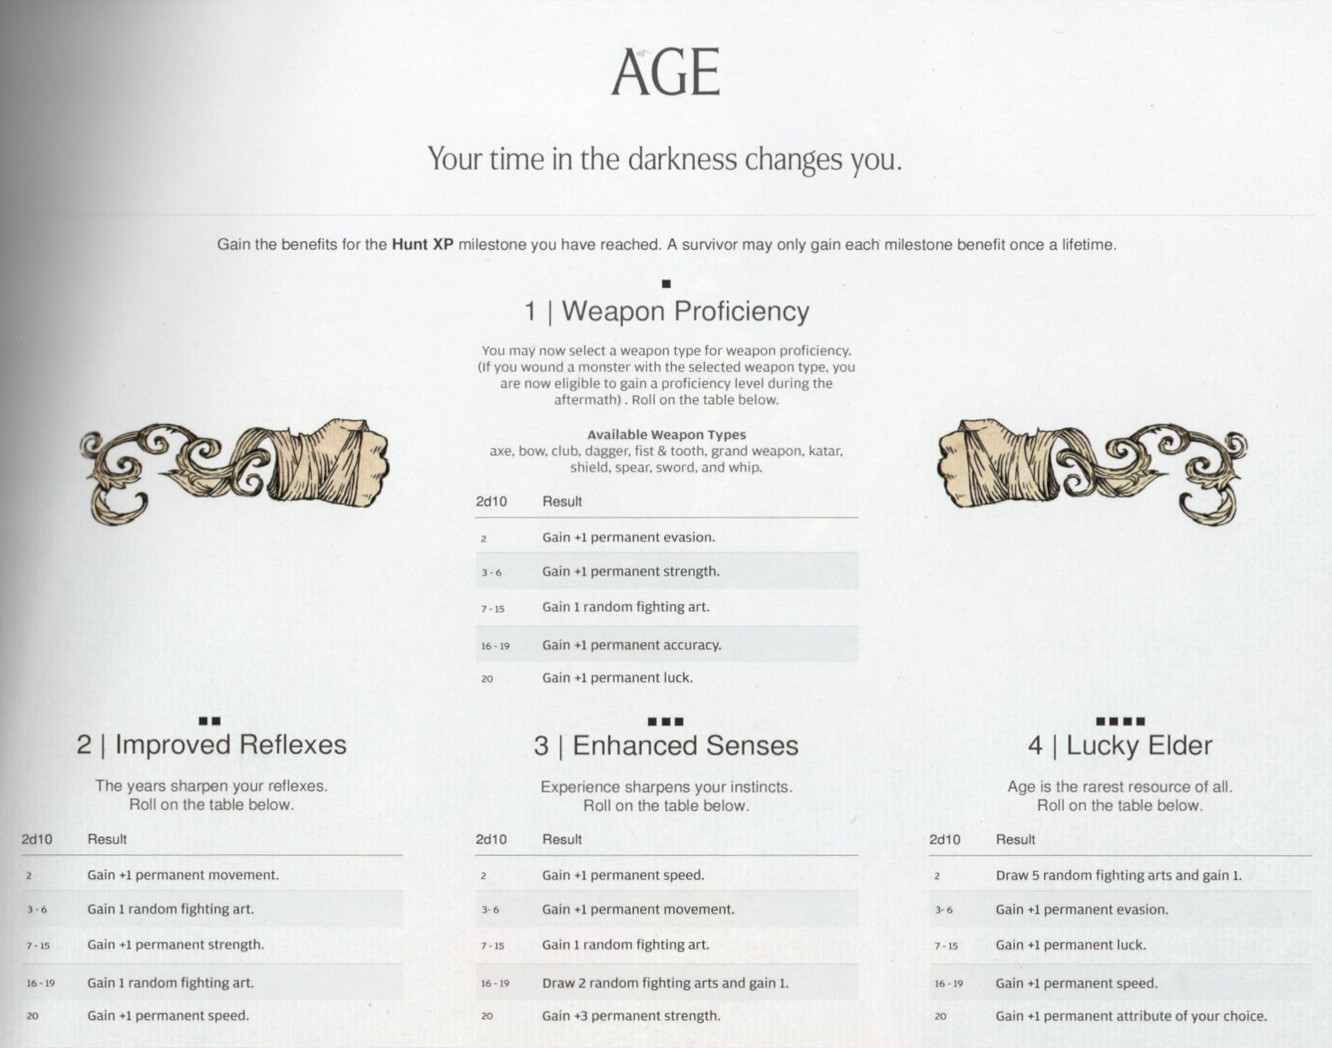 AGE
Your time in the darkness changes you.
Gain the benefits for the Hunt XP milestone you have reached. A survivor may only gain each milestone benefit once a lifetime.
1 | Weapon Proficiency
You may now select a weapon type for weapon proficiency.
(If you wound a monster with the selected weapon type, you
are now eligible to gain a proficiency level during the
aftermath) . Roll on the table below.
Available Weapon Types
axe, bow, club, dagger, fist & tooth, grand weapon, katar,
shield, spear, sword, and whip.
2d10 Result
2 Gain +1 permanent evasion.
3 - 6 Gain +1 permanent strength.
7 - 15 Gain 1 random fighting art.
16 - 19 Gain +1 permanent accuracy.
20 Gain +1 permanent luck.
2 | Improved Reflexes
The years sharpen your reflexes.
Roll on the table below.
2d10 Result
2 Gain +1 permanent movement.
3 - 6 Gain 1 random fighting art.
7 - 15 Gain +1 permanent strength.
16 - 19 Gain 1 random fighting art.
20 Gain +1 permanent speed.
3 | Enhanced Senses
Experience sharpens your instincts.
Roll on the table below.
2d10 Result
2 Gain +1 permanent speed.
3- 6 Gain +1 permanent movement.
7 - 15 Gain 1 random fighting art.
16 - 19 Draw 2 random fighting arts and gain 1.
20 Gain +3 permanent strength.
4 | Lucky Elder
Age is the rarest resource of all.
Roll on the table below.
2d10 Result
2 Draw 5 random fighting arts and gain 1.
3- 6 Gain +1 permanent evasion.
7 - 15 Gain +1 permanent luck.
16 - 19 Gain +1 permanent speed.
20 Gain +1 permanent attribute of your choice.